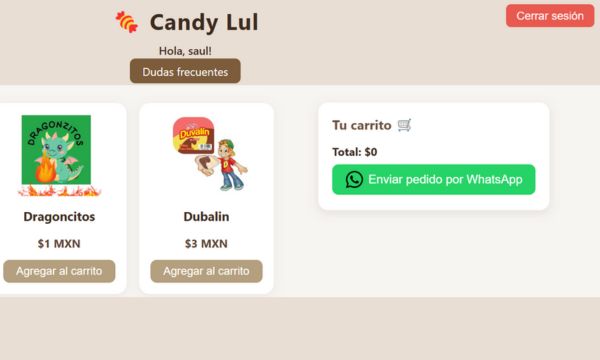 Candy Lul
Cerrar sesión
Hola, saul!
Dudas frecuentes
DRAGONZITOS
Dragoncitos
$1 MXN
Agregar al carrito
Duvalin
Dubalin
$3 MXN
Agregar al carrito
Tu carrito
Total: $0
Enviar pedido por WhatsApp